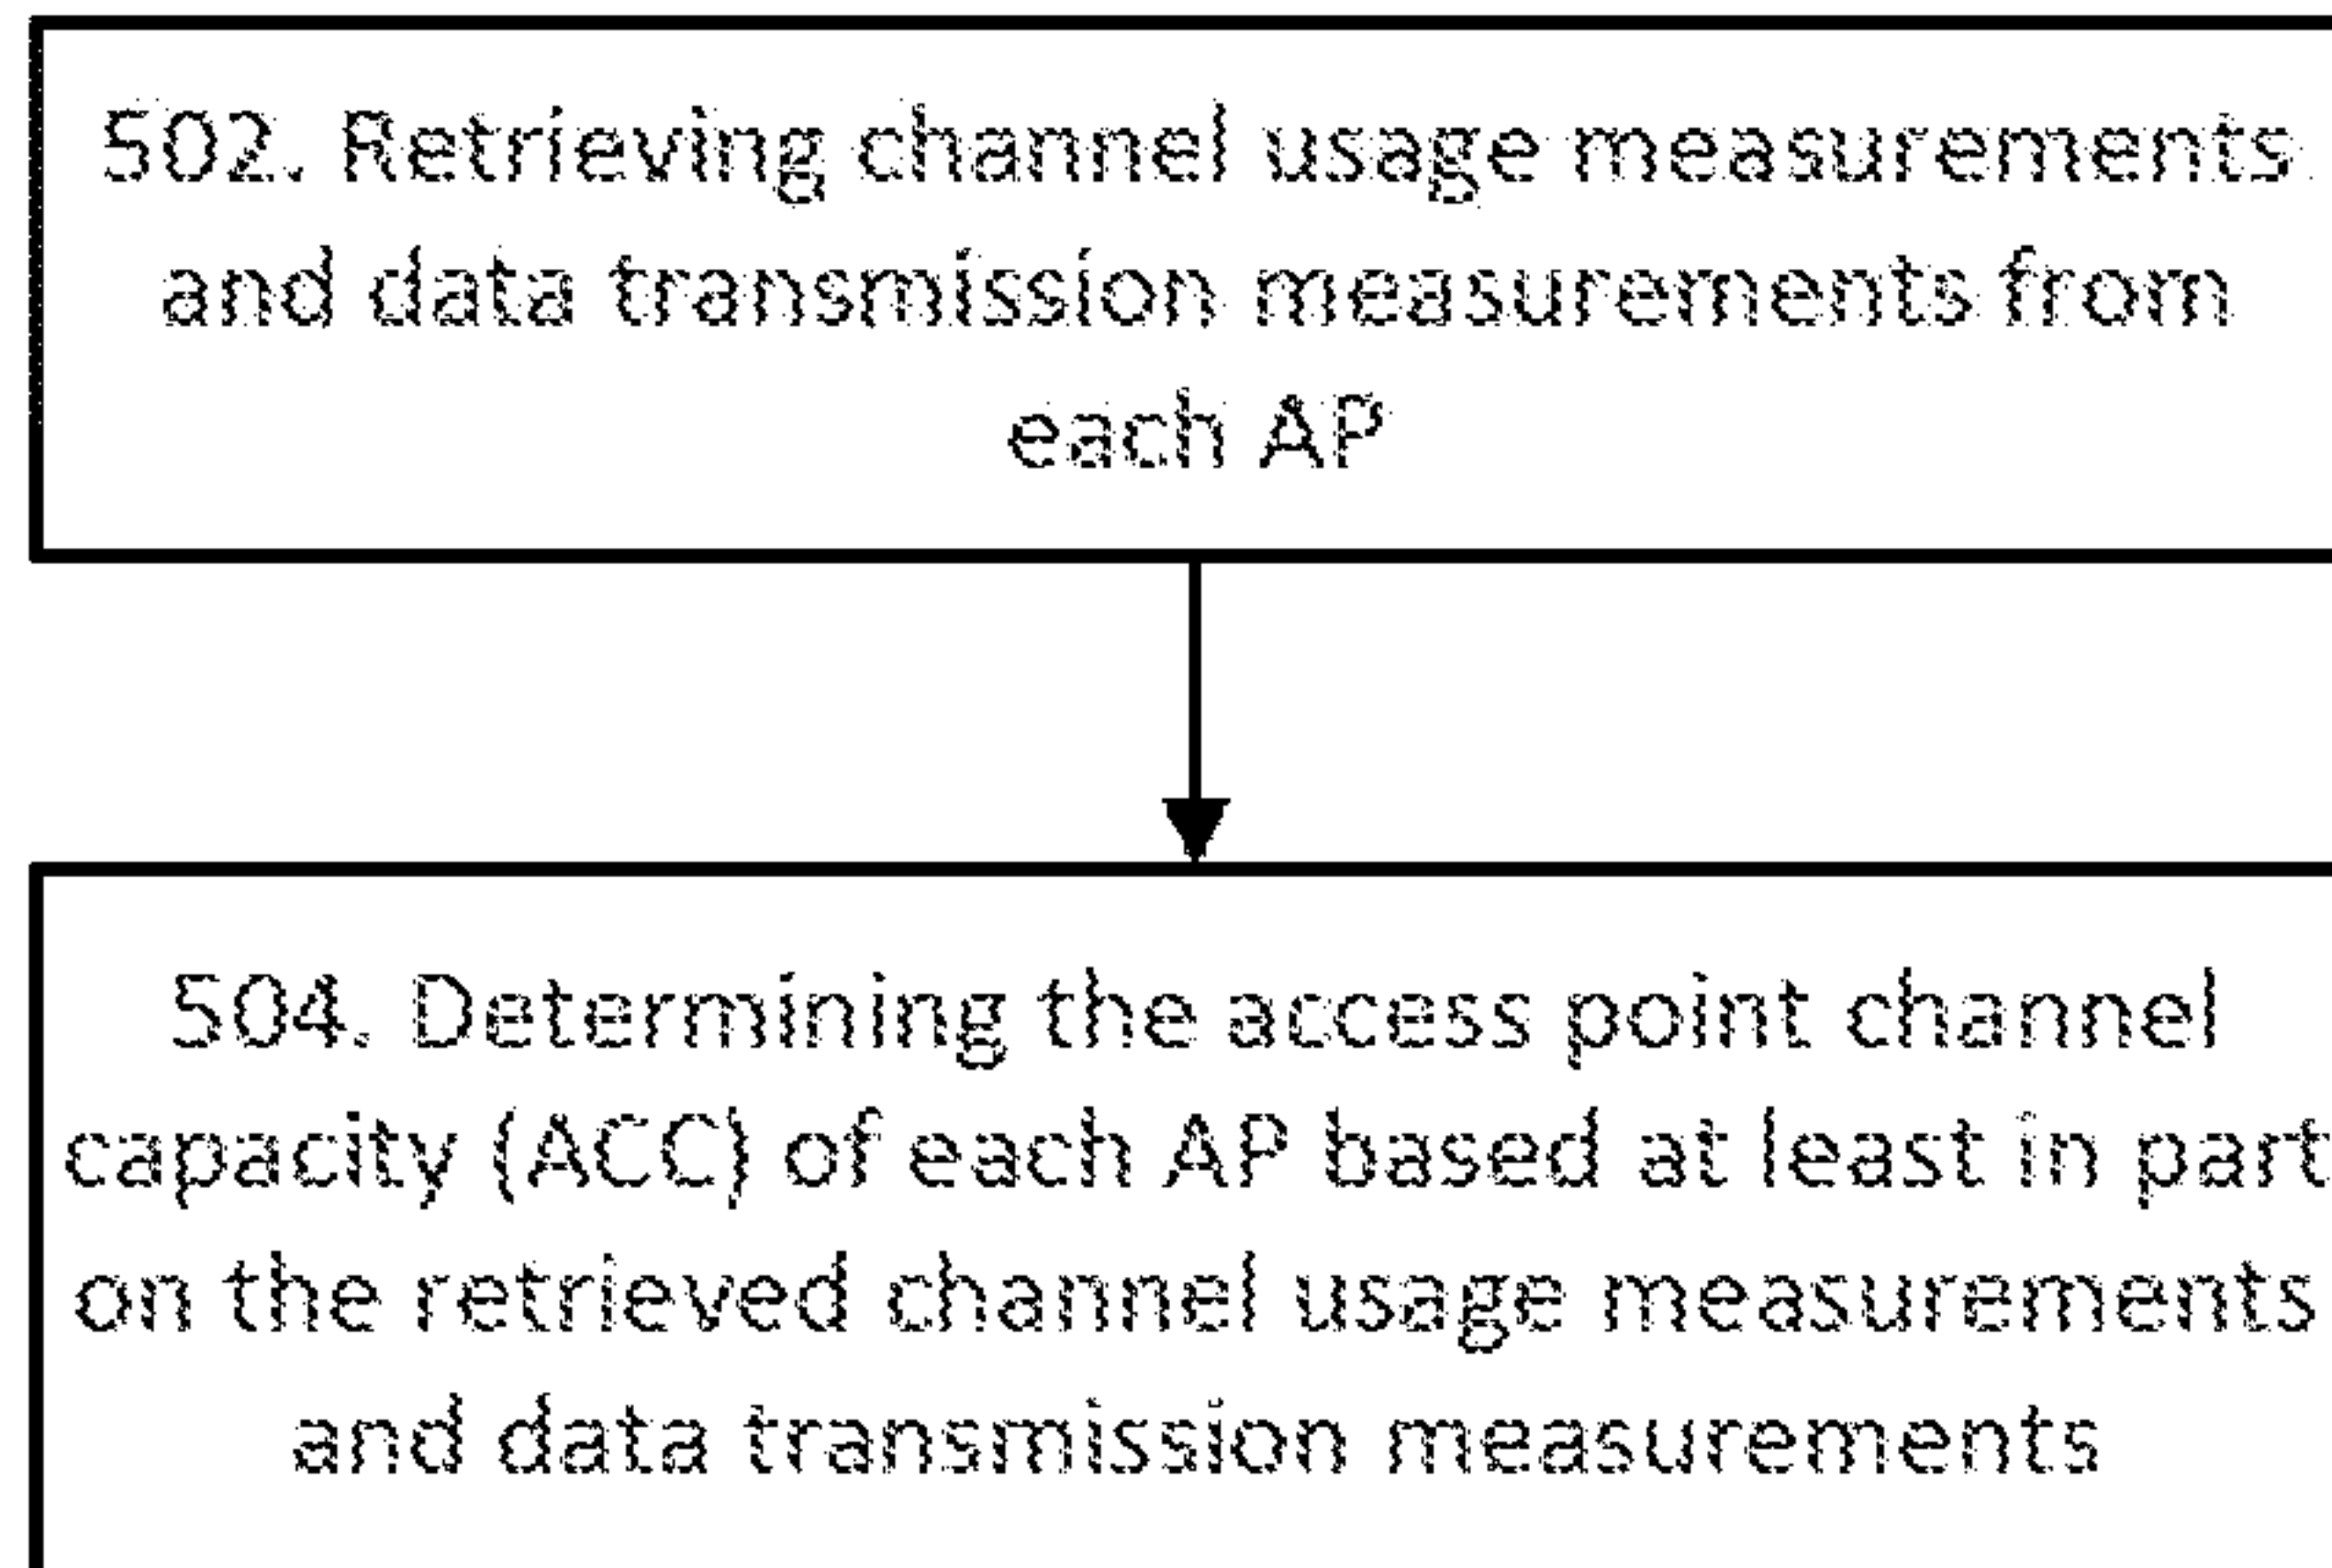 502. Retrieving channel usage measurements
and data transmission measurements from
each AP
504. Determining the access point channel
capacity (ACC) of each AP based at least in part
on the retrieved channel usage measurements
and data transmission measurements